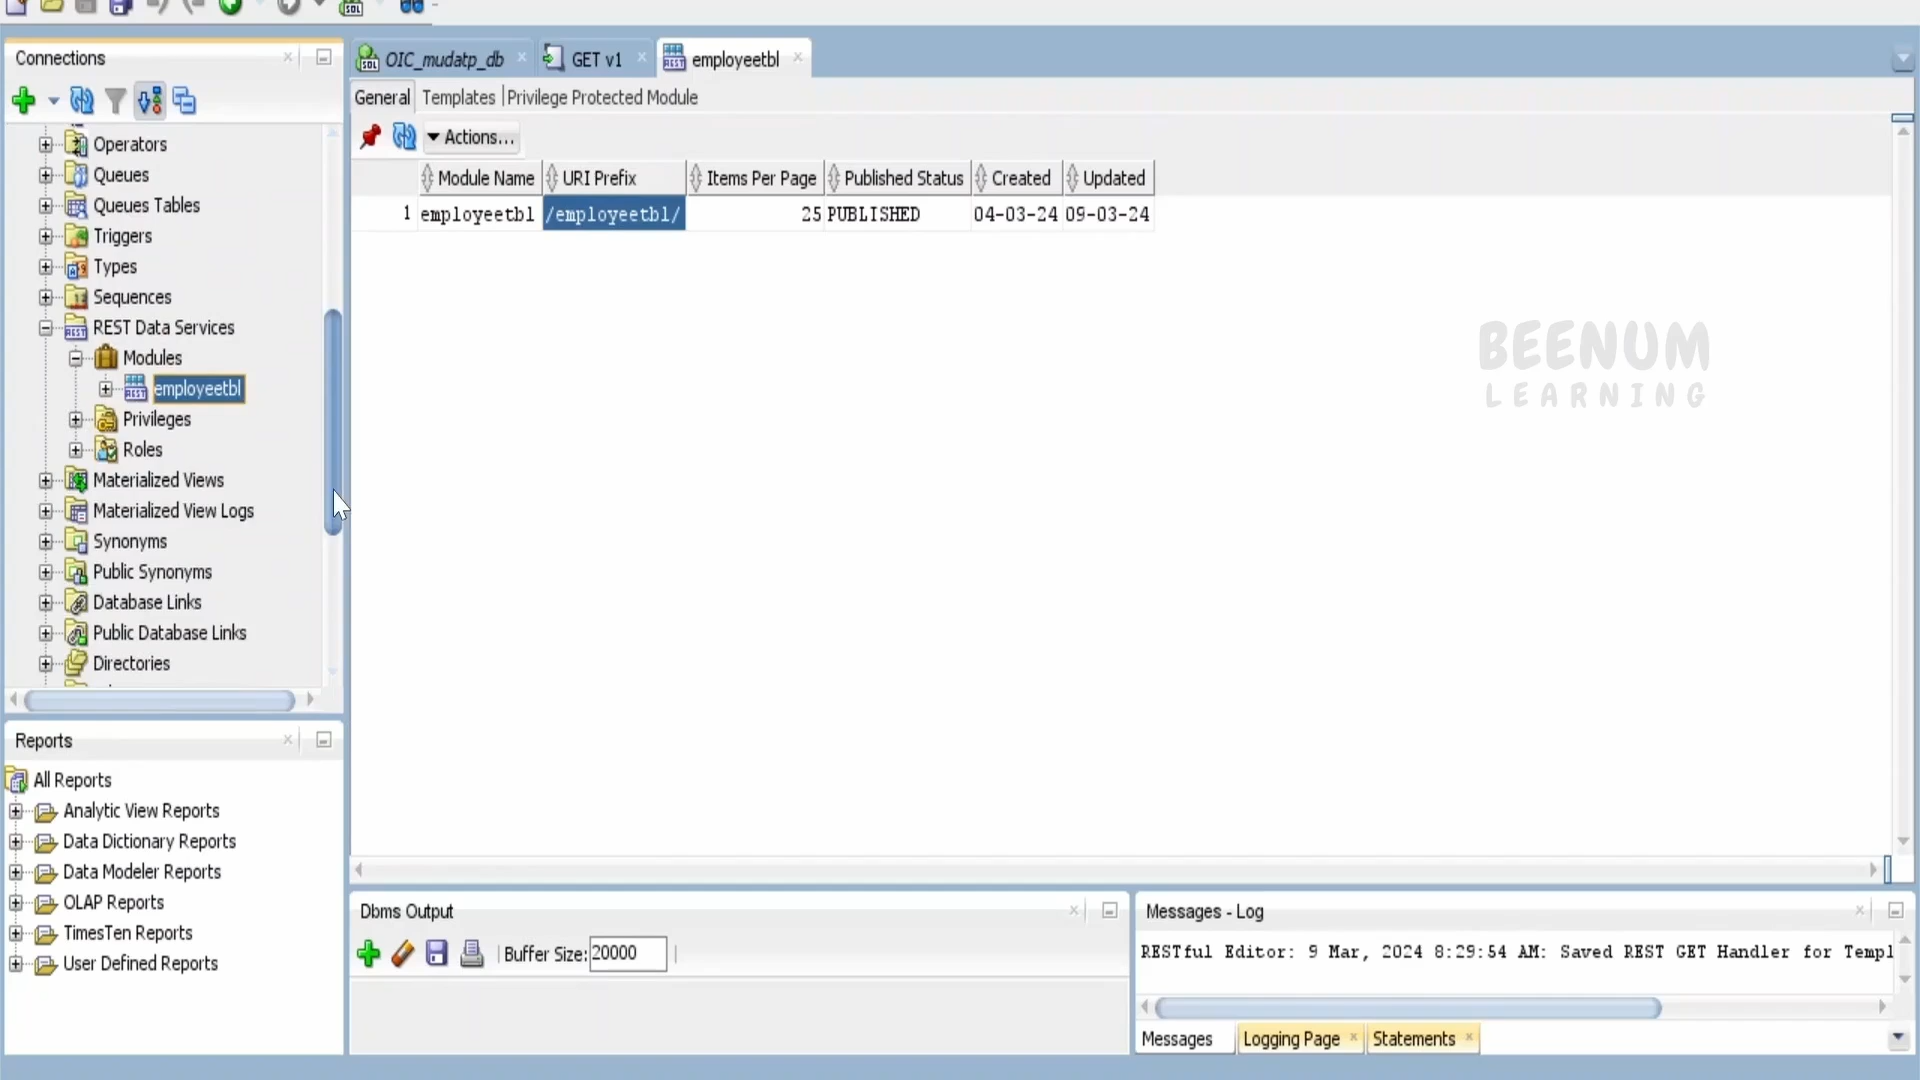 SQL
Connections
OIC_mudatp_db
GET v1
employeetbl
General
Templates
Privilege Protected Module
Actions...
Module Name
URI Prefix
Items Per Page
Published Status
Created
Updated
1
employeetbl
/employeetbl/
25
PUBLISHED
04-03-24
09-03-24
Operators
Queues
Queues Tables
Triggers
Types
Sequences
REST Data Services
Modules
employeetbl
Privileges
Roles
Materialized Views
Materialized View Logs
Synonyms
Public Synonyms
Database Links
Public Database Links
Directories
BEENUM
LEARNING
Reports
All Reports
Analytic View Reports
Data Dictionary Reports
Data Modeler Reports
OLAP Reports
TimesTen Reports
User Defined Reports
Dbms Output
Buffer Size: 20000
Messages - Log
RESTful Editor: 9 Mar, 2024 8:29:54 AM: Saved REST GET Handler for Templ
Messages
Logging Page
Statements